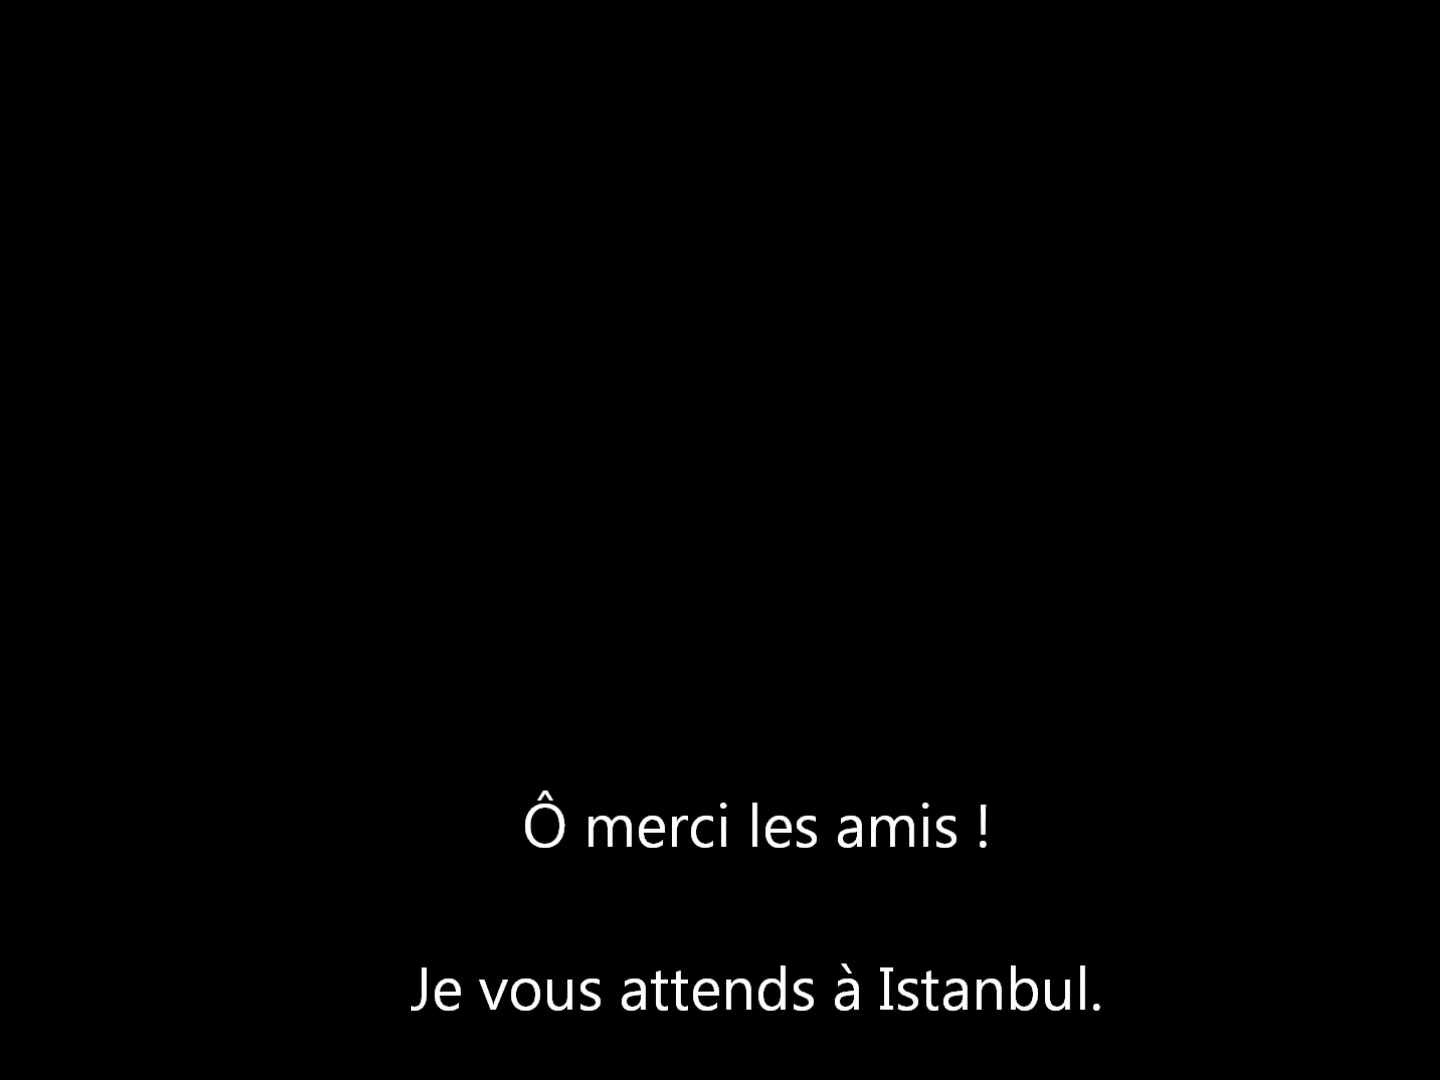 Ô merci les amis !
Je vous attends à Istanbul.